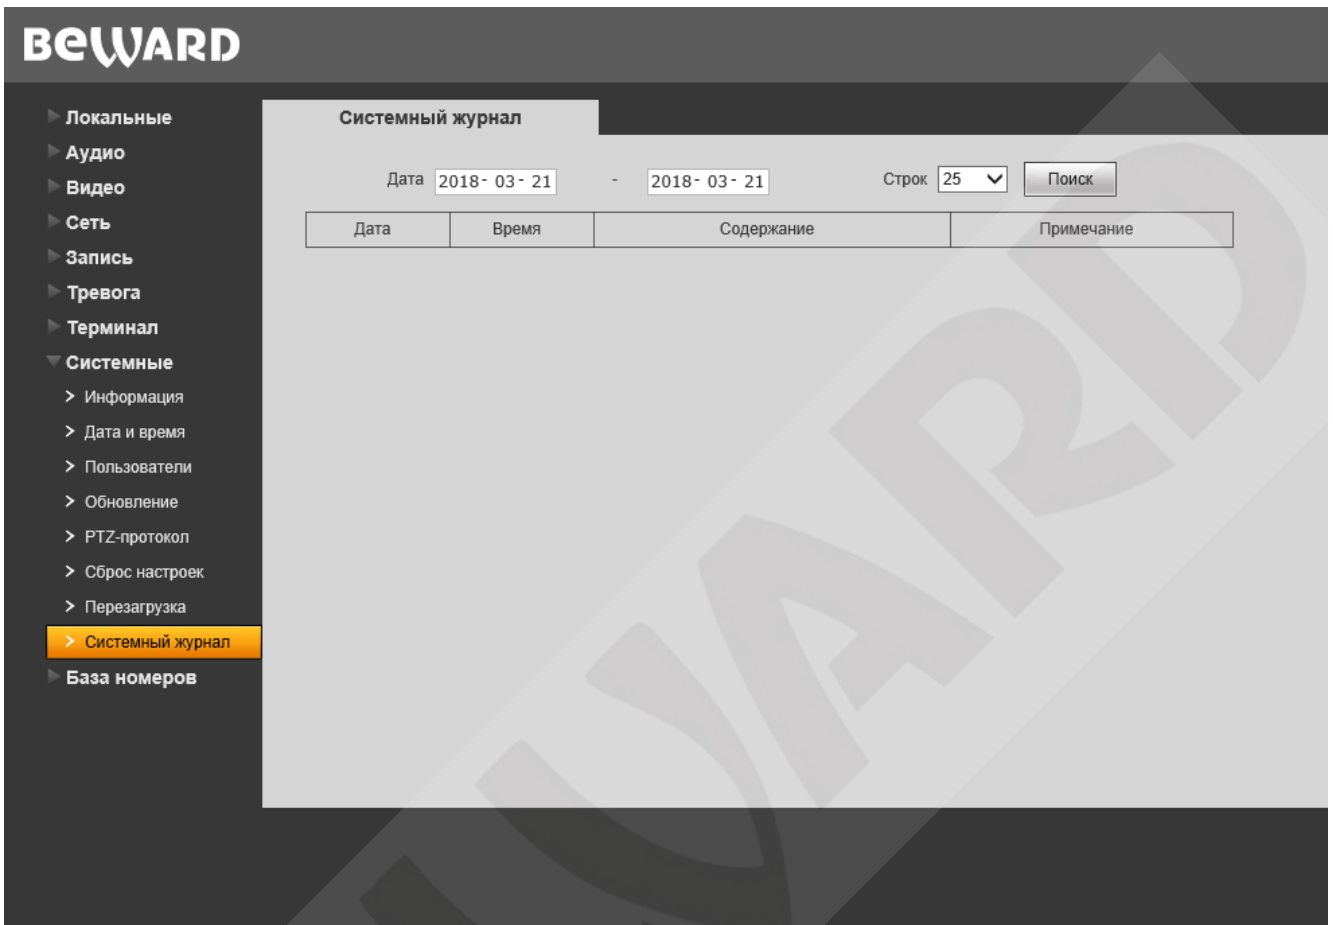 BEWARD
Локальные
Аудио
Видео
Сеть
Запись
Тревога
Терминал
Системные
> Информация
> Дата и время
> Пользователи
> Обновление
> PTZ-протокол
> Сброс настроек
> Перезагрузка
> Системный журнал
База номеров
Системный журнал
Дата 2018- 03- 21 - 2018- 03- 21 Строк 25 Поиск
Дата Время Содержание Примечание